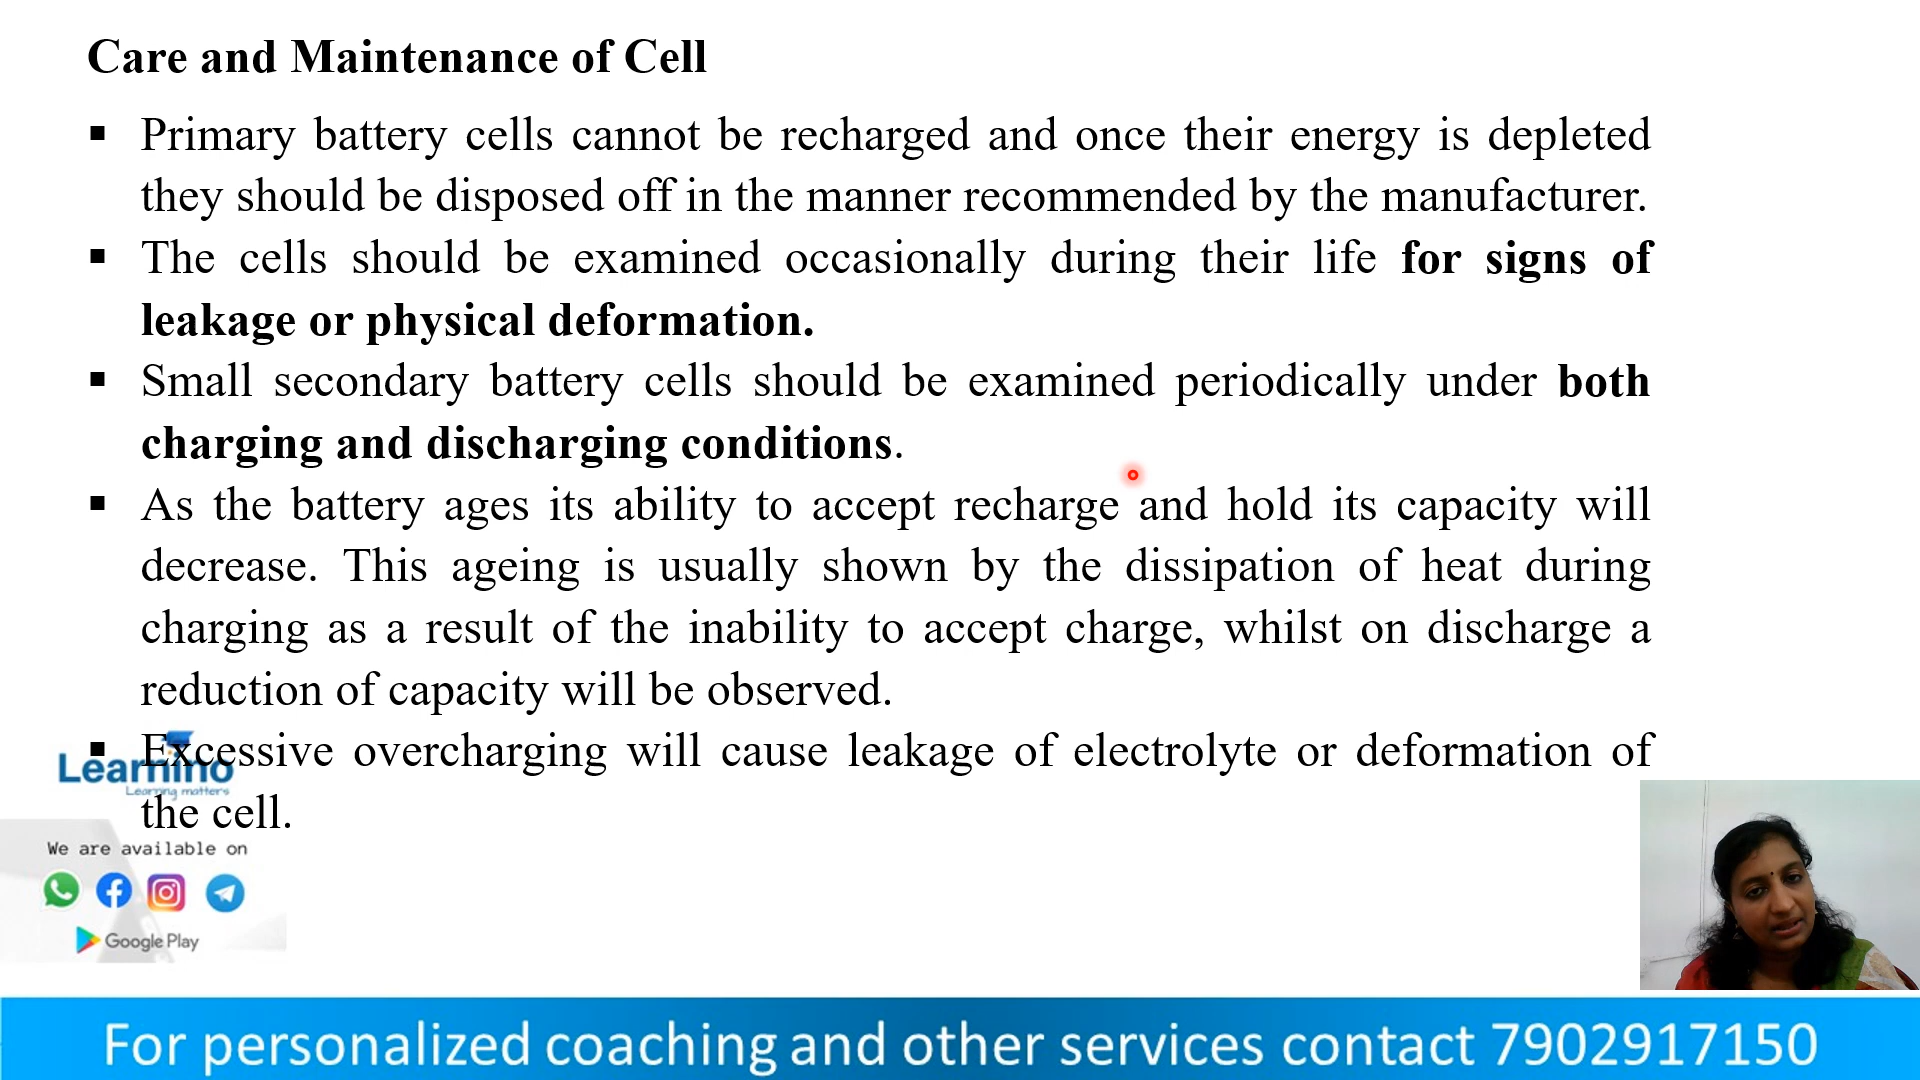 Care and Maintenance of Cell
▪ Primary battery cells cannot be recharged and once their energy is depleted
they should be disposed off in the manner recommended by the manufacturer.
▪ The cells should be examined occasionally during their life for signs of
leakage or physical deformation.
▪ Small secondary battery cells should be examined periodically under both
charging and discharging conditions.
▪ As the battery ages its ability to accept recharge and hold its capacity will
decrease. This ageing is usually shown by the dissipation of heat during
charging as a result of the inability to accept charge, whilst on discharge a
reduction of capacity will be observed.
▪ Excessive overcharging will cause leakage of electrolyte or deformation of
the cell.
Learnino
Learning matters
We are available on
Google Play
For personalized coaching and other services contact 7902917150